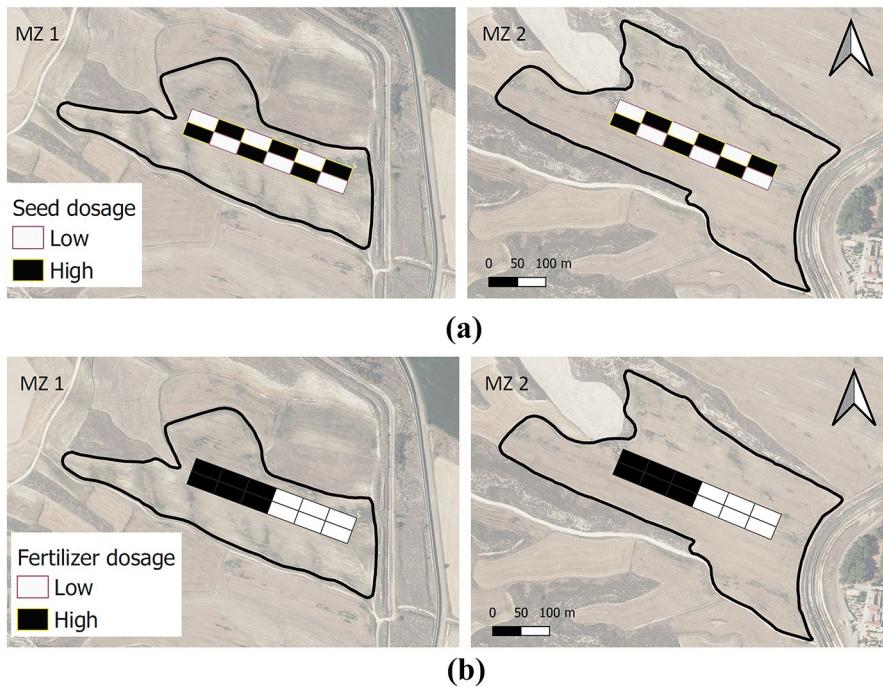 MZ 1
MZ 2
Seed dosage
Low
High
0 50 100 m
(a)
MZ 1
MZ 2
Fertilizer dosage
Low
High
0 50 100 m
(b)